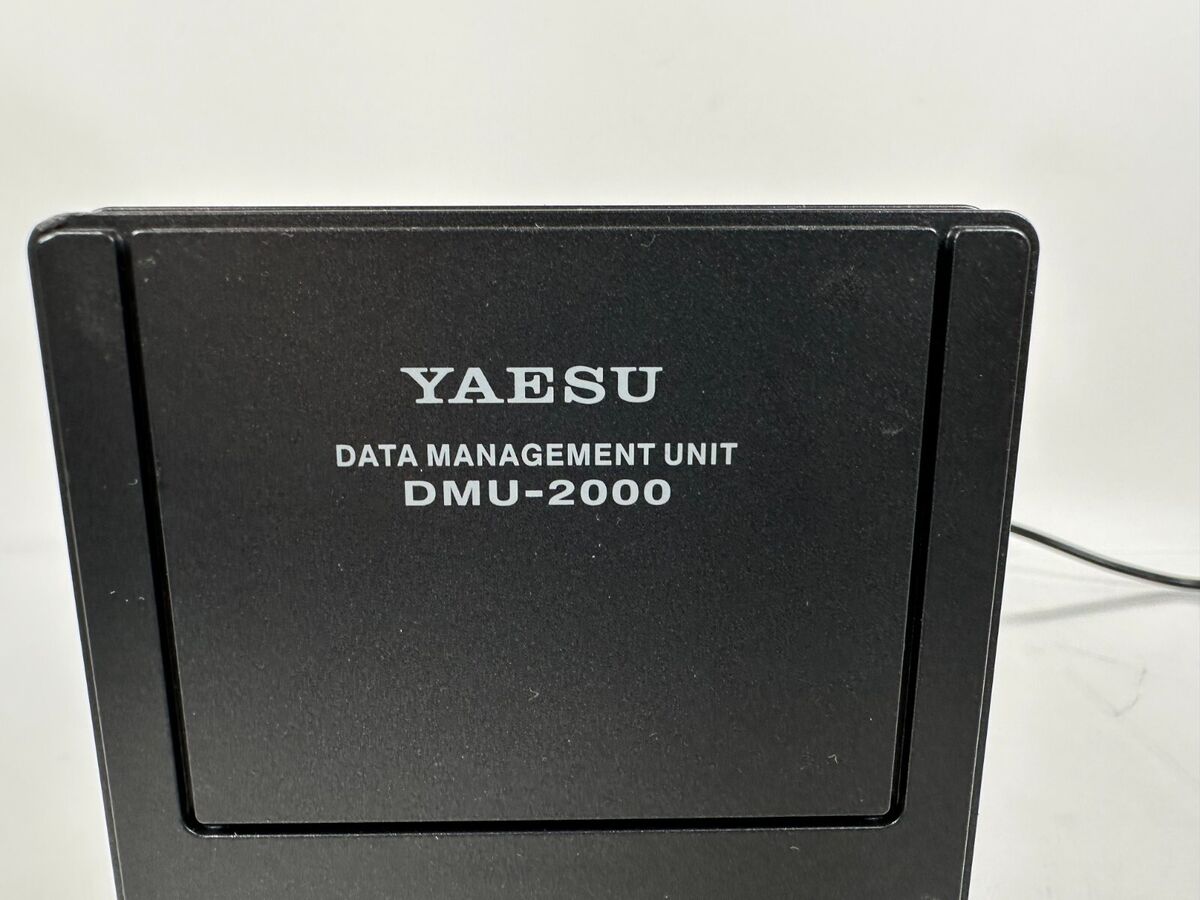 YAESU
DATA MANAGEMENT UNIT
DMU-2000